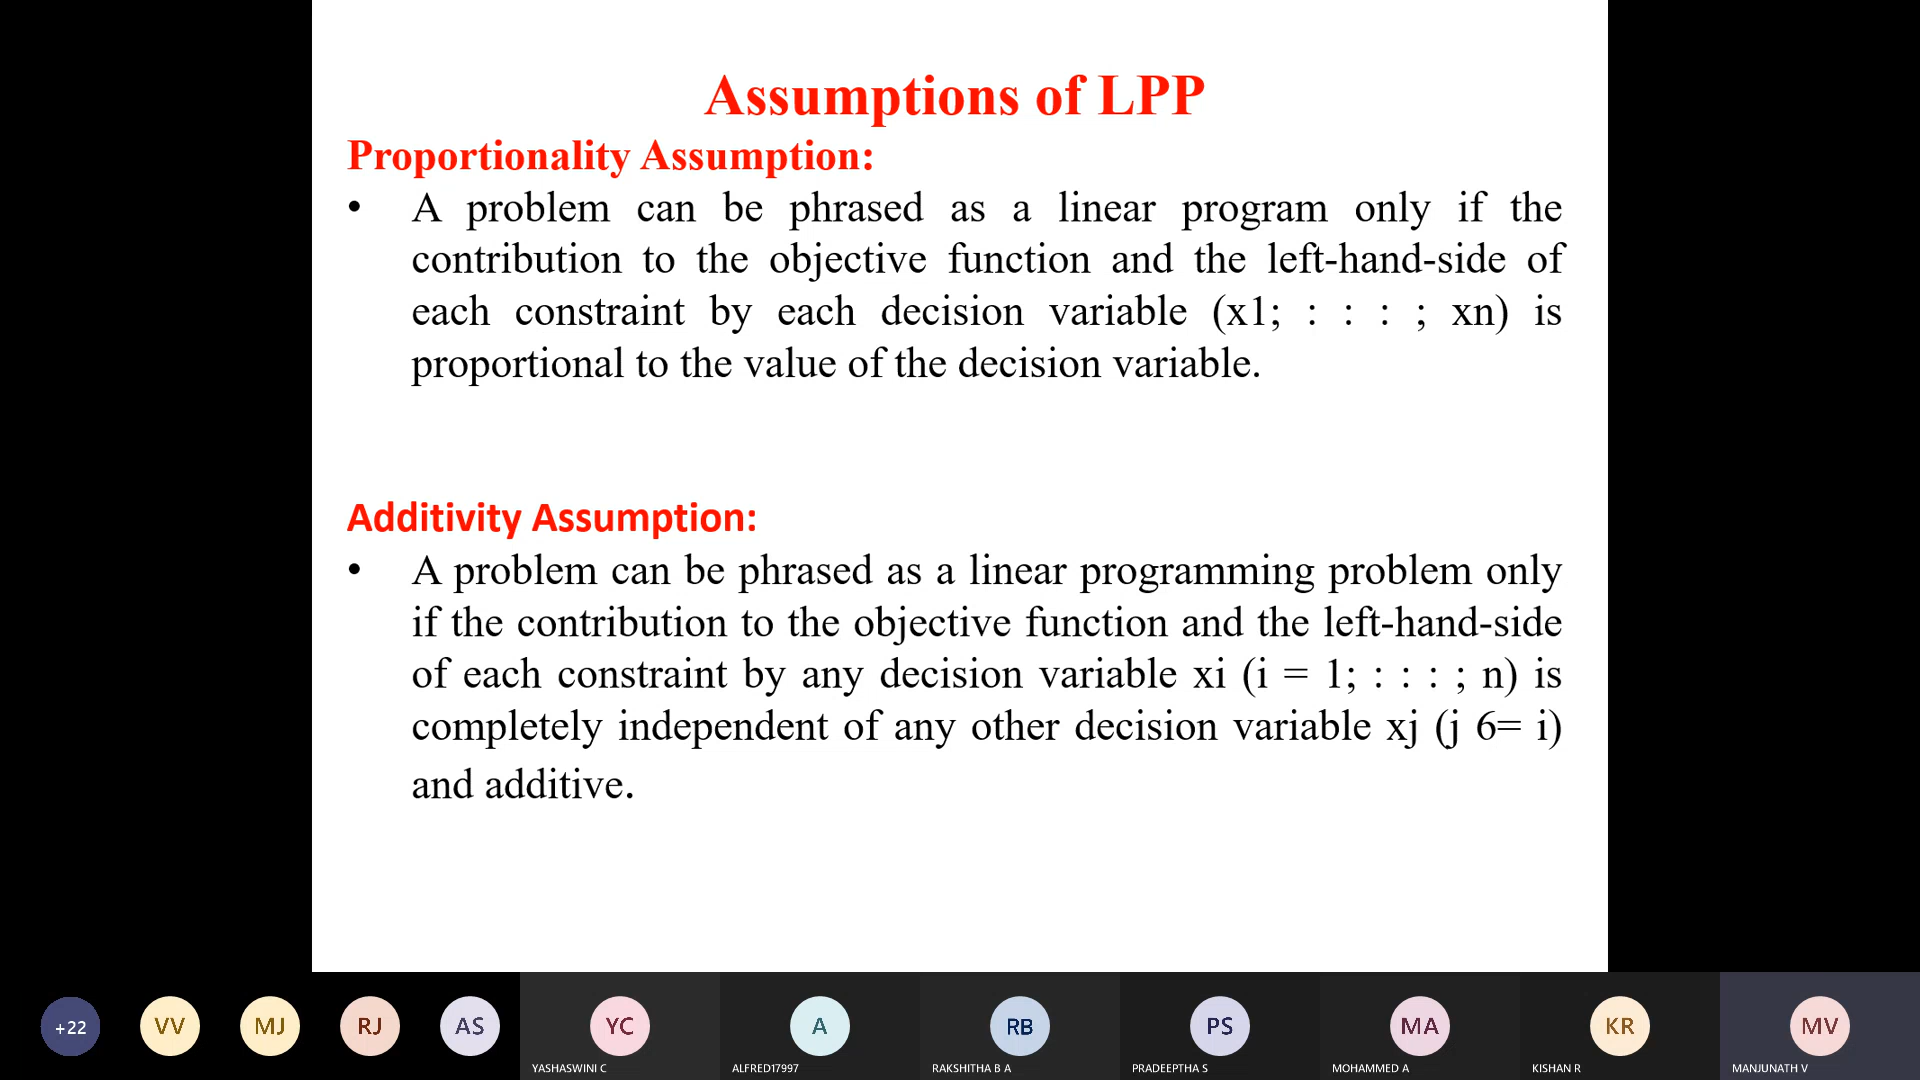 Assumptions of LPP
Proportionality Assumption:
• A problem can be phrased as a linear program only if the
contribution to the objective function and the left-hand-side of
each constraint by each decision variable (x1; : : : ; xn) is
proportional to the value of the decision variable.
Additivity Assumption:
• A problem can be phrased as a linear programming problem only
if the contribution to the objective function and the left-hand-side
of each constraint by any decision variable xi (i = 1; : : : ; n) is
completely independent of any other decision variable xj (j 6= i)
and additive.
+22 VV MJ RJ AS YC A RB PS MA KR MV
YASHASWINI C ALFRED17997 RAKSHITHA B A PRADEEPTHA S MOHAMMED A KISHAN R MANJUNATH V